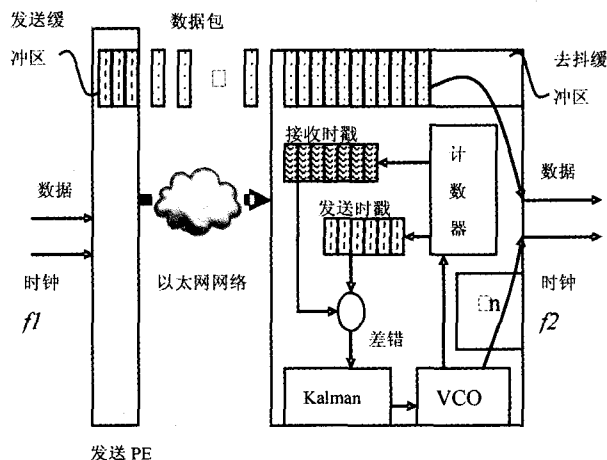 发送缓
冲区
数据包
去抖缓
冲区
接收时戳
计
数
器
发送时戳
数据
时钟
f1
以太网网络
差错
数据
时钟
f2
n
Kalman
VCO
发送 PE